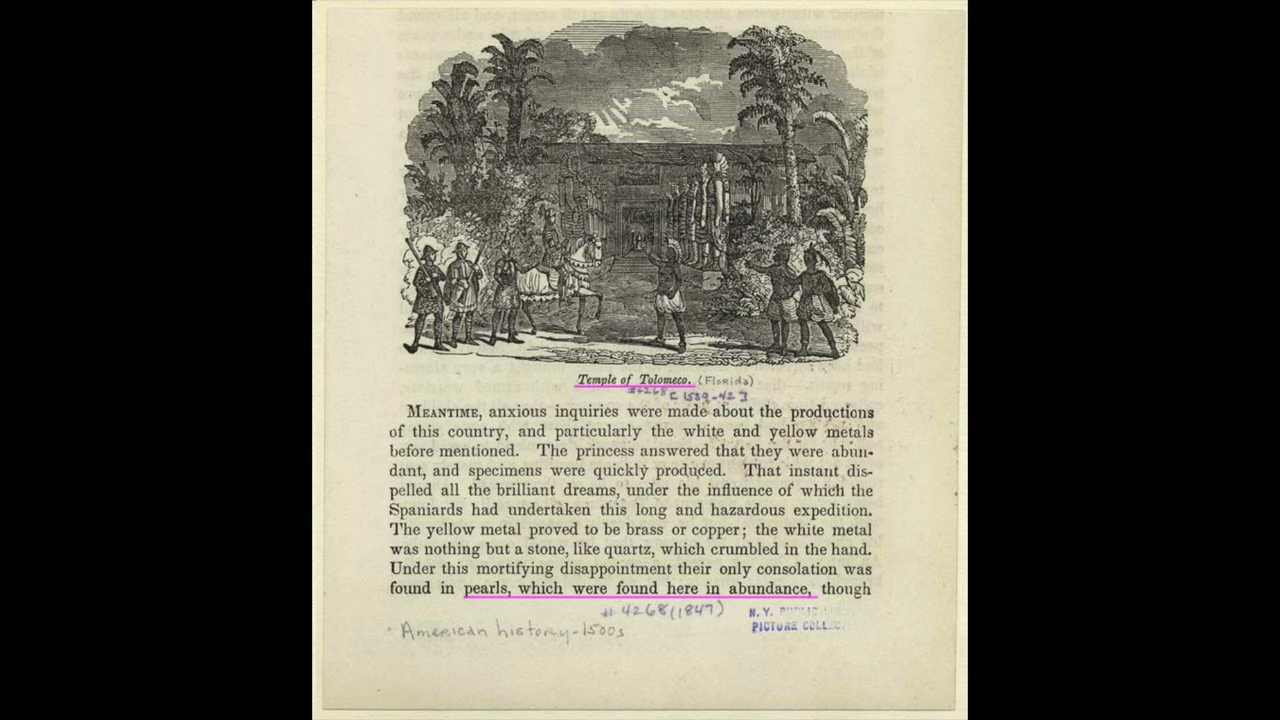 Temple of Tolomeco. (Florida)
#4268 C 1539-42]
MEANTIME, anxious inquiries were made about the productions
of this country, and particularly the white and yellow metals
before mentioned. The princess answered that they were abun-
dant, and specimens were quickly produced. That instant dis-
pelled all the brilliant dreams, under the influence of which the
Spaniards had undertaken this long and hazardous expedition.
The yellow metal proved to be brass or copper; the white metal
was nothing but a stone, like quartz, which crumbled in the hand.
Under this mortifying disappointment their only consolation was
found in pearls, which were found here in abundance, though
#4268 (1847)
N. Y.
PICTURE
American history-1500s